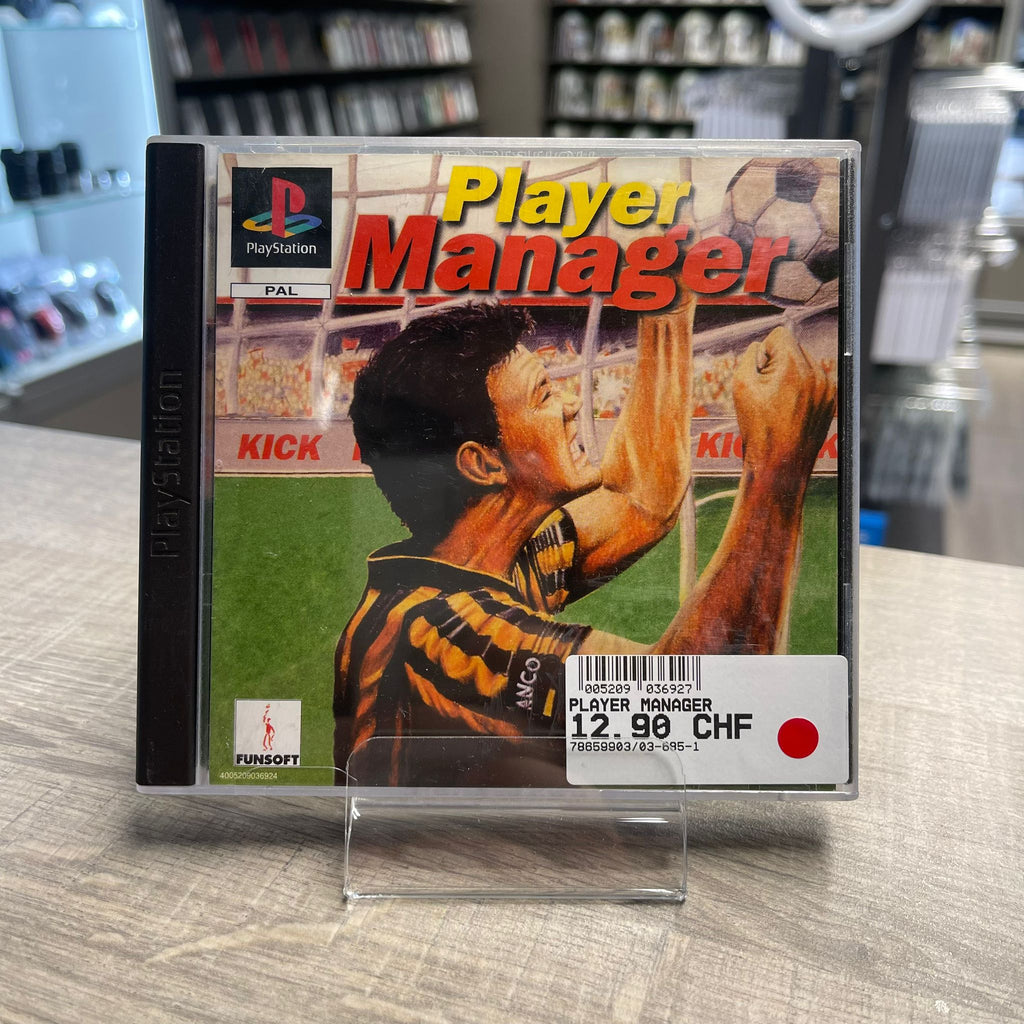 Player
Manager
PlayStation
PAL
PlayStation
KICK
ANCO
005209 036927
PLAYER MANAGER
12.90 CHF
78659903/03-695-1
FUNSOFT
4005209036924